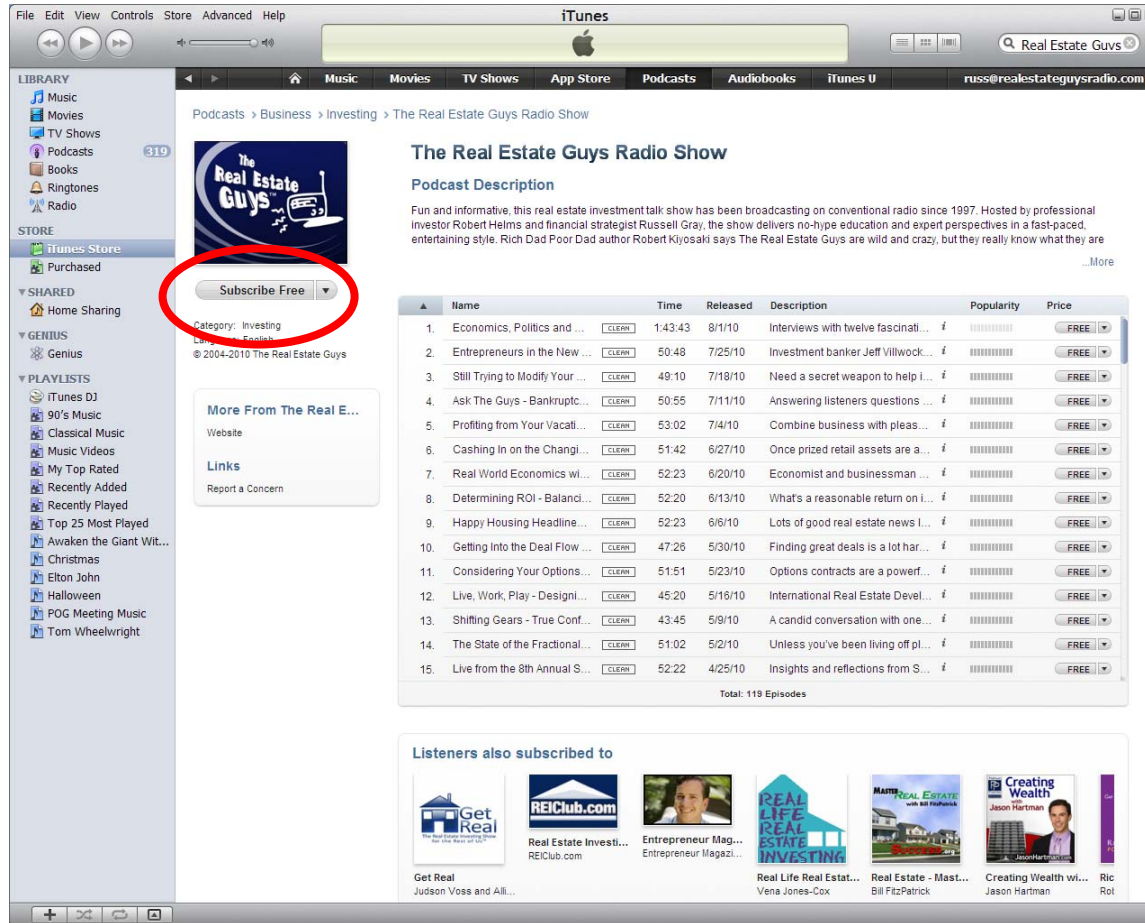 File Edit View Controls Store Advanced Help
iTunes
Real Estate Guys
LIBRARY
Music
Movies
TV Shows
Podcasts 319
Books
Ringtones
Radio
STORE
iTunes Store
Purchased
SHARED
Home Sharing
GENIUS
Genius
PLAYLISTS
iTunes DJ
90's Music
Classical Music
Music Videos
My Top Rated
Recently Added
Recently Played
Top 25 Most Played
Awaken the Giant Wit...
Christmas
Elton John
Halloween
POG Meeting Music
Tom Wheelwright
Music Movies TV Shows App Store Podcasts Audiobooks iTunes U russ@realestateguysradio.com
Podcasts > Business > Investing > The Real Estate Guys Radio Show
The
Real Estate
Guys™
Subscribe Free
Category: Investing
Language: English
© 2004-2010 The Real Estate Guys
More From The Real E...
Website
Links
Report a Concern
The Real Estate Guys Radio Show
Podcast Description
Fun and informative, this real estate investment talk show has been broadcasting on conventional radio since 1997. Hosted by professional
investor Robert Helms and financial strategist Russell Gray, the show delivers no-hype education and expert perspectives in a fast-paced,
entertaining style. Rich Dad Poor Dad author Robert Kiyosaki says The Real Estate Guys are wild and crazy, but they really know what they are
...More
Name Time Released Description Popularity Price
1. Economics, Politics and ... CLEAN 1:43:43 8/1/10 Interviews with twelve fascinati... i FREE
2. Entrepreneurs in the New ... CLEAN 50:48 7/25/10 Investment banker Jeff Villwock... i FREE
3. Still Trying to Modify Your ... CLEAN 49:10 7/18/10 Need a secret weapon to help i... i FREE
4. Ask The Guys - Bankruptc... CLEAN 50:55 7/11/10 Answering listeners questions ... i FREE
5. Profiting from Your Vacati... CLEAN 53:02 7/4/10 Combine business with pleas... i FREE
6. Cashing In on the Changi... CLEAN 51:42 6/27/10 Once prized retail assets are a... i FREE
7. Real World Economics wi... CLEAN 52:23 6/20/10 Economist and businessman ... i FREE
8. Determining ROI - Balanci... CLEAN 52:20 6/13/10 What's a reasonable return on i... i FREE
9. Happy Housing Headline... CLEAN 52:23 6/6/10 Lots of good real estate news l... i FREE
10. Getting Into the Deal Flow ... CLEAN 47:26 5/30/10 Finding great deals is a lot har... i FREE
11. Considering Your Options... CLEAN 51:51 5/23/10 Options contracts are a powerf... i FREE
12. Live, Work, Play - Designi... CLEAN 45:20 5/16/10 International Real Estate Devel... i FREE
13. Shifting Gears - True Conf... CLEAN 43:45 5/9/10 A candid conversation with one... i FREE
14. The State of the Fractional... CLEAN 51:02 5/2/10 Unless you've been living off pl... i FREE
15. Live from the 8th Annual S... CLEAN 52:22 4/25/10 Insights and reflections from S... i FREE
Total: 119 Episodes
Listeners also subscribed to
Get
Real
The Real Estate Investing Show
for the Rest of Us
REIClub.com
REAL
LIFE
REAL
ESTATE
INVESTING
MASTER REAL ESTATE
with Bill FitzPatrick
Success.org
Creating
Wealth
with
Jason Hartman
JasonHartman.com
Get Real
Judson Voss and Alli...
Real Estate Investi...
REIClub.com
Entrepreneur Mag...
Entrepreneur Magazi...
Real Life Real Estat...
Vena Jones-Cox
Real Estate - Mast...
Bill FitzPatrick
Creating Wealth wi...
Jason Hartman
Ric
Rob